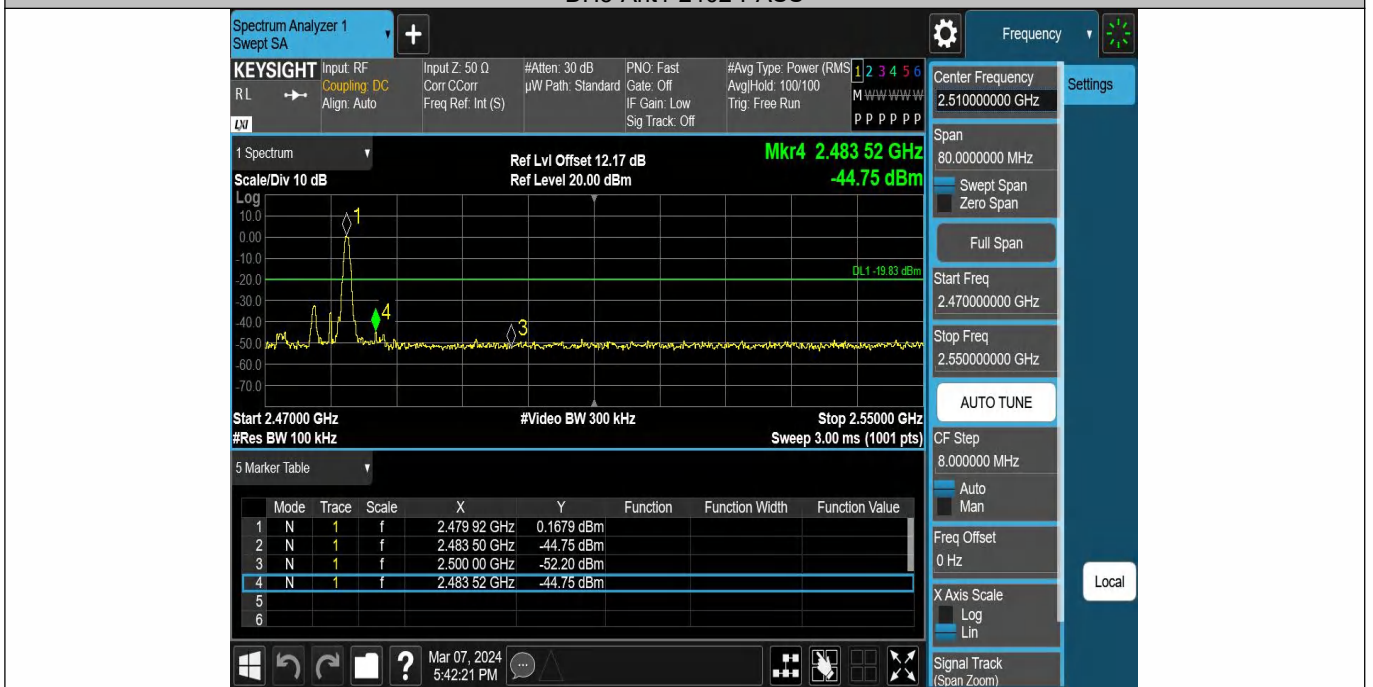 Spectrum Analyzer 1
Swept SA
+
Frequency
KEYSIGHT
RL
LXI
Input: RF
Coupling: DC
Align: Auto
Input Z: 50 Ω
Corr CCorr
Freq Ref: Int (S)
#Atten: 30 dB
µW Path: Standard
PNO: Fast
Gate: Off
IF Gain: Low
Sig Track: Off
#Avg Type: Power (RMS
Avg|Hold: 100/100
Trig: Free Run
1 2 3 4 5 6
M W W W W W
P P P P P P
1 Spectrum
Scale/Div 10 dB
Ref Lvl Offset 12.17 dB
Ref Level 20.00 dBm
Mkr4 2.483 52 GHz
-44.75 dBm
Log
10.0
0.00
-10.0
-20.0
-30.0
-40.0
-50.0
-60.0
-70.0
1
4
3
DL1 -19.83 dBm
Start 2.47000 GHz
#Res BW 100 kHz
#Video BW 300 kHz
Stop 2.55000 GHz
Sweep 3.00 ms (1001 pts)
5 Marker Table
Mode Trace Scale X Y Function Function Width Function Value
1 N 1 f 2.479 92 GHz 0.1679 dBm
2 N 1 f 2.483 50 GHz -44.75 dBm
3 N 1 f 2.500 00 GHz -52.20 dBm
4 N 1 f 2.483 52 GHz -44.75 dBm
5
6
?
Mar 07, 2024
5:42:21 PM
Settings
Center Frequency
2.510000000 GHz
Span
80.0000000 MHz
Swept Span
Zero Span
Full Span
Start Freq
2.470000000 GHz
Stop Freq
2.550000000 GHz
AUTO TUNE
CF Step
8.000000 MHz
Auto
Man
Freq Offset
0 Hz
X Axis Scale
Log
Lin
Signal Track
(Span Zoom)
Local